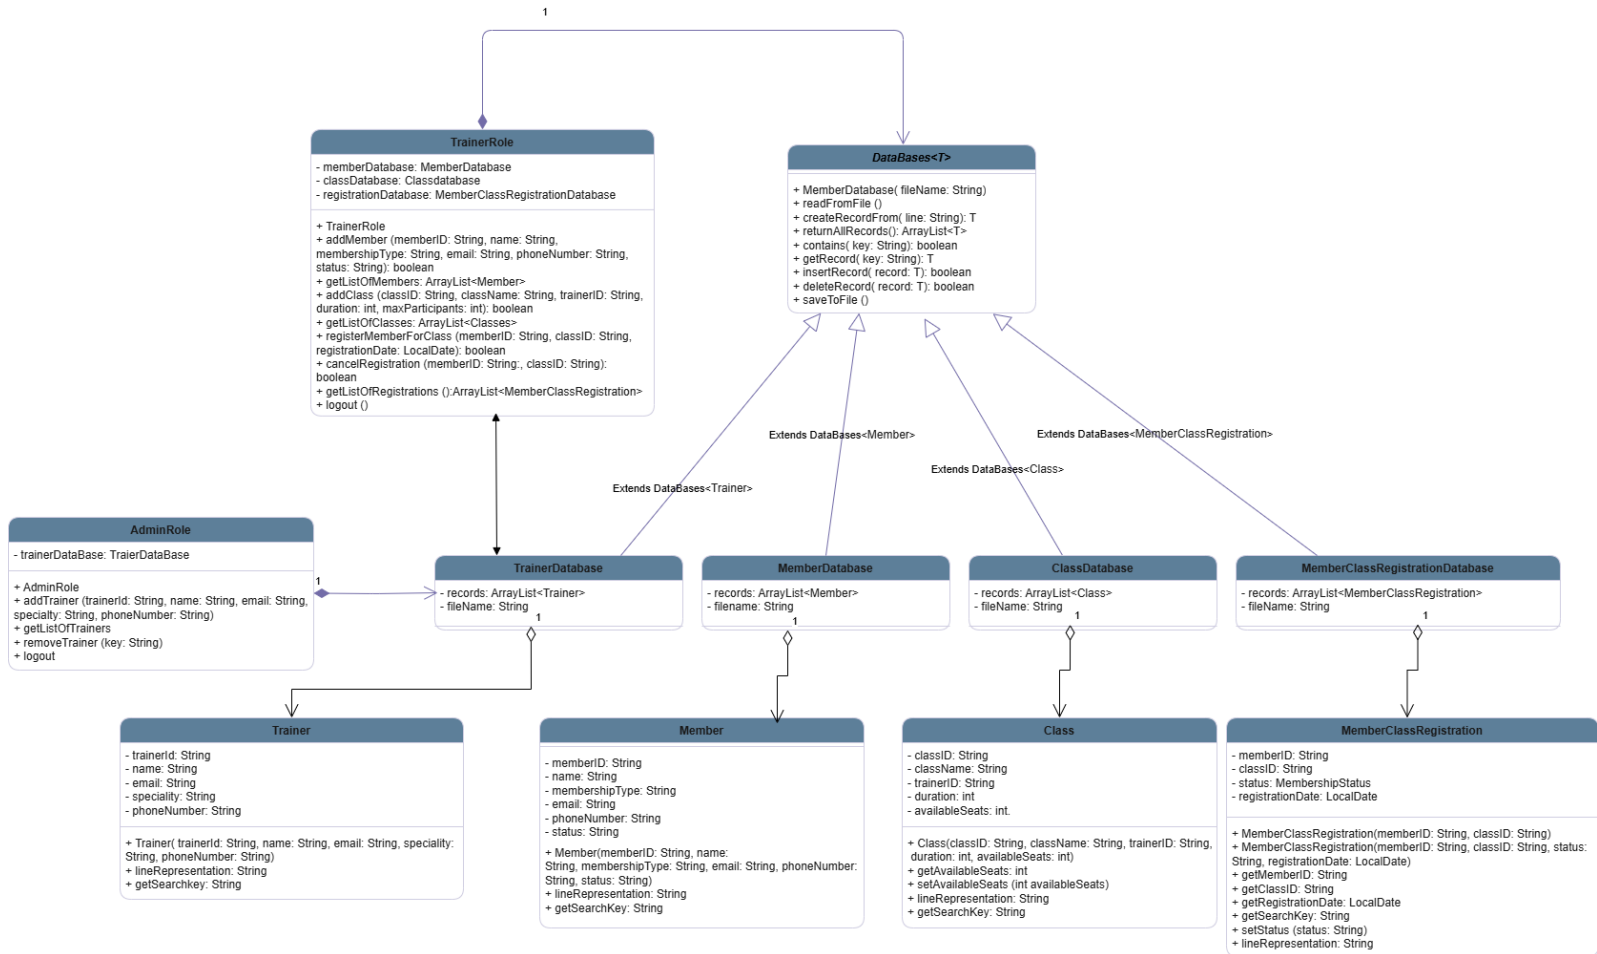 1
TrainerRole
- memberDatabase: MemberDatabase
- classDatabase: Classdatabase
- registrationDatabase: MemberClassRegistrationDatabase
+ TrainerRole
+ addMember (memberID: String, name: String,
membershipType: String, email: String, phoneNumber: String,
status: String): boolean
+ getListOfMembers: ArrayList<Member>
+ addClass (classID: String, className: String, trainerID: String,
duration: int, maxParticipants: int): boolean
+ getListOfClasses: ArrayList<Classes>
+ registerMemberForClass (memberID: String, classID: String,
registrationDate: LocalDate): boolean
+ cancelRegistration (memberID: String:, classID: String):
boolean
+ getListOfRegistrations ():ArrayList<MemberClassRegistration>
+ logout ()
DataBases<T>
+ MemberDatabase( fileName: String)
+ readFromFile ()
+ createRecordFrom( line: String): T
+ returnAllRecords(): ArrayList<T>
+ contains( key: String): boolean
+ getRecord( key: String): T
+ insertRecord( record: T): boolean
+ deleteRecord( record: T): boolean
+ saveToFile ()
Extends DataBases<Trainer>
Extends DataBases<Member>
Extends DataBases<Class>
Extends DataBases<MemberClassRegistration>
AdminRole
- trainerDataBase: TraierDataBase
+ AdminRole
+ addTrainer (trainerId: String, name: String, email: String,
specialty: String, phoneNumber: String)
+ getListOfTrainers
+ removeTrainer (key: String)
+ logout
1
TrainerDatabase
- records: ArrayList<Trainer>
- fileName: String
1
MemberDatabase
- records: ArrayList<Member>
- filename: String
1
ClassDatabase
- records: ArrayList<Class>
- fileName: String
1
MemberClassRegistrationDatabase
- records: ArrayList<MemberClassRegistration>
- fileName: String
1
Trainer
- trainerId: String
- name: String
- email: String
- speciality: String
- phoneNumber: String
+ Trainer( trainerId: String, name: String, email: String, speciality:
String, phoneNumber: String)
+ lineRepresentation: String
+ getSearchkey: String
Member
- memberID: String
- name: String
- membershipType: String
- email: String
- phoneNumber: String
- status: String
+ Member(memberID: String, name:
String, membershipType: String, email: String, phoneNumber:
String, status: String)
+ lineRepresentation: String
+ getSearchKey: String
Class
- classID: String
- className: String
- trainerID: String
- duration: int
- availableSeats: int.
+ Class(classID: String, className: String, trainerID: String,
duration: int, availableSeats: int)
+ getAvailableSeats: int
+ setAvailableSeats (int availableSeats)
+ lineRepresentation: String
+ getSearchKey: String
MemberClassRegistration
- memberID: String
- classID: String
- status: MembershipStatus
- registrationDate: LocalDate
+ MemberClassRegistration(memberID: String, classID: String)
+ MemberClassRegistration(memberID: String, classID: String, status:
String, registrationDate: LocalDate)
+ getMemberID: String
+ getClassID: String
+ getRegistrationDate: LocalDate
+ getSearchKey: String
+ setStatus (status: String)
+ lineRepresentation: String